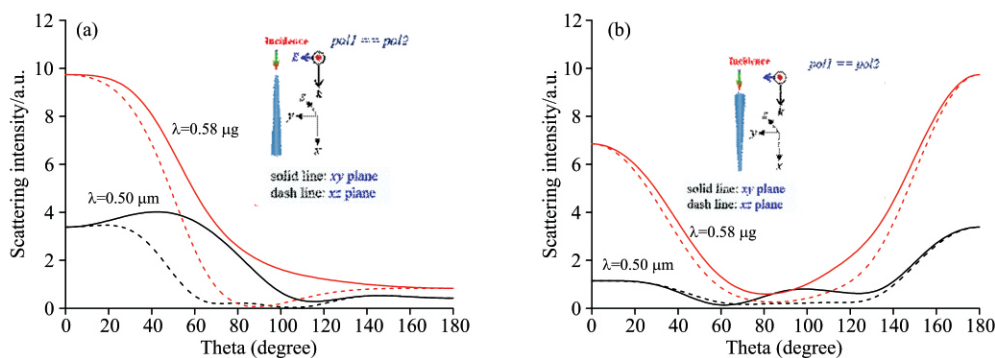 (a)
Scattering intensity/a.u.
12
10
8
6
4
2
0
0 20 40 60 80 100 120 140 160 180
Theta (degree)
Incidence
pol1 == pol2
E
k
z
y
x
λ=0.58 μg
λ=0.50 μm
solid line: xy plane
dash line: xz plane
(b)
Scattering intensity/a.u.
12
10
8
6
4
2
0
0 20 40 60 80 100 120 140 160 180
Theta (degree)
Incidence
pol1 == pol2
k
z
y
x
solid line: xy plane
dash line: xz plane
λ=0.58 μg
λ=0.50 μm